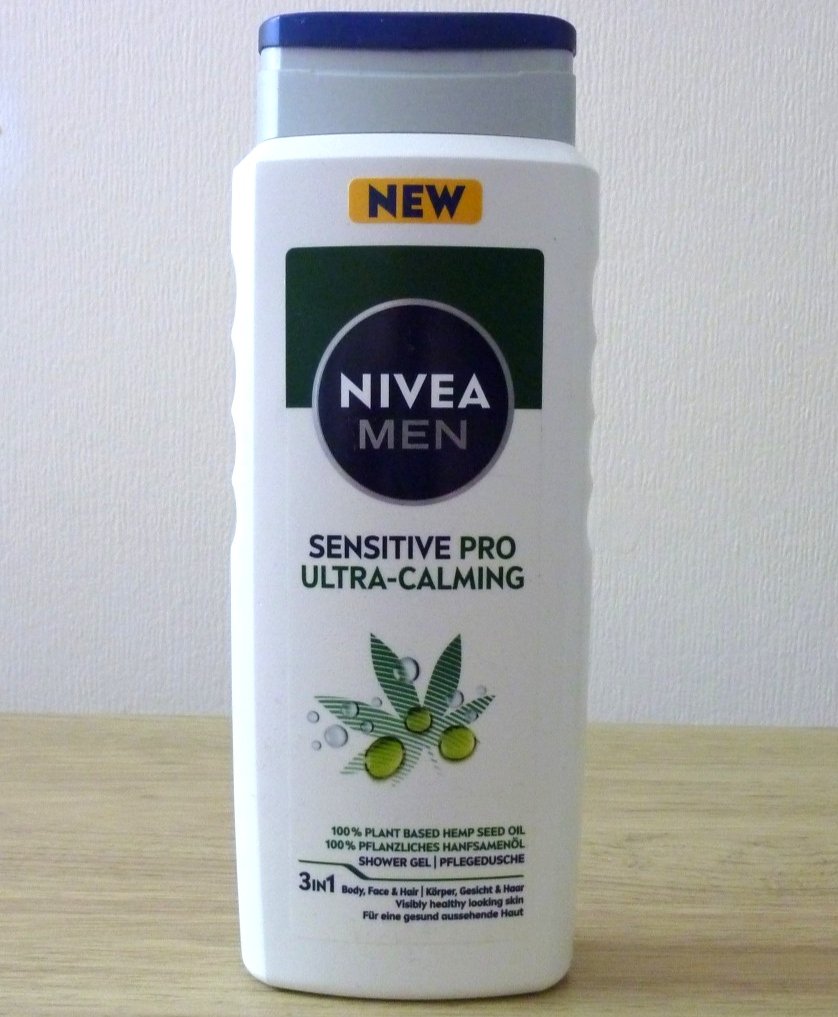 NEW
NIVEA
MEN
SENSITIVE PRO
ULTRA-CALMING
100% PLANT BASED HEMP SEED OIL
100% PFLANZLICHES HANFSAMENÖL
SHOWER GEL | PFLEGEDUSCHE
3IN1 Body, Face & Hair | Körper, Gesicht & Haar
Visibly healthy looking skin
Für eine gesund aussehende Haut